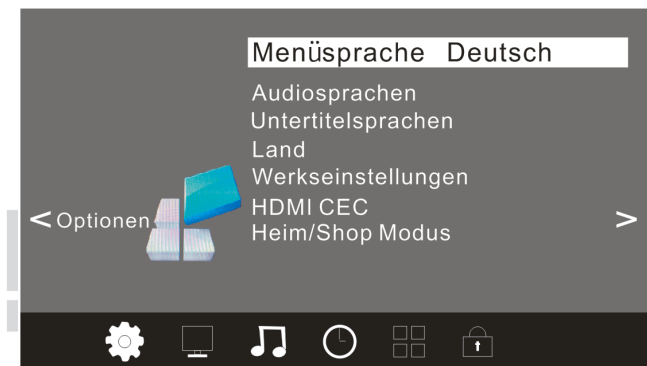 Menüsprache Deutsch
Audiosprachen
Untertitelsprachen
Land
Werkseinstellungen
HDMI CEC
Heim/Shop Modus
< Optionen >